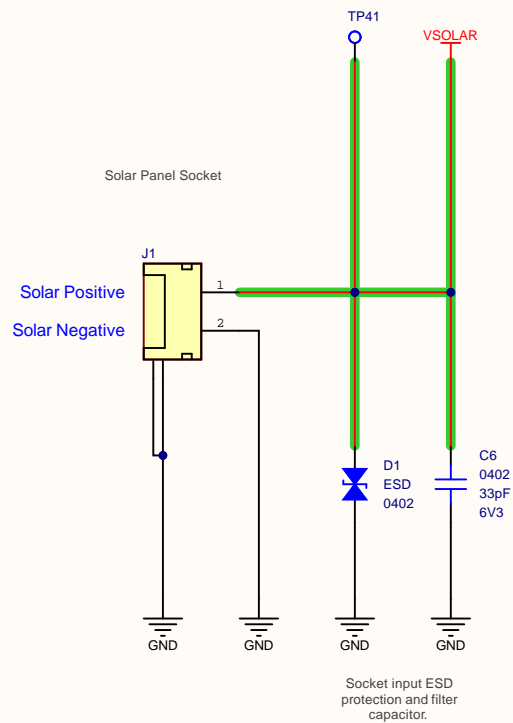 TP41
VSOLAR
Solar Panel Socket
J1
Solar Positive
1
Solar Negative
2
D1
ESD
0402
C6
0402
33pF
6V3
GND
GND
GND
GND
Socket input ESD
protection and filter
capacitor.